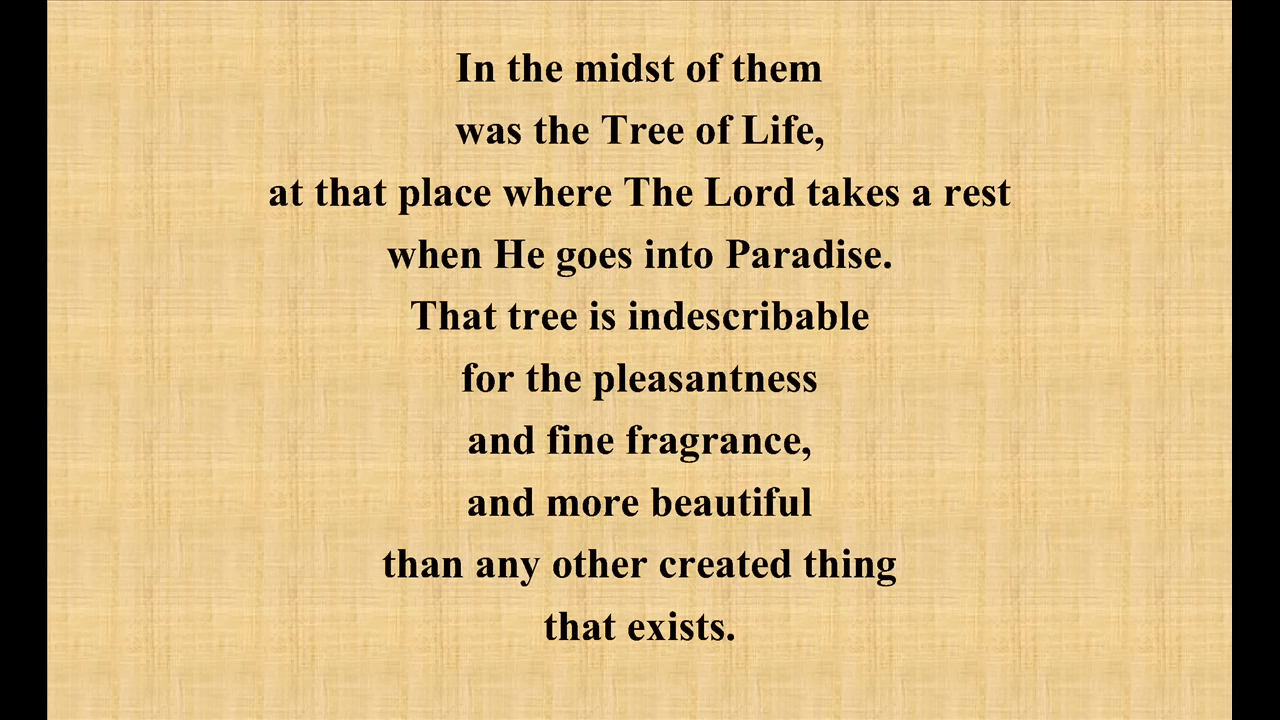 In the midst of them
was the Tree of Life,
at that place where The Lord takes a rest
when He goes into Paradise.
That tree is indescribable
for the pleasantness
and fine fragrance,
and more beautiful
than any other created thing
that exists.